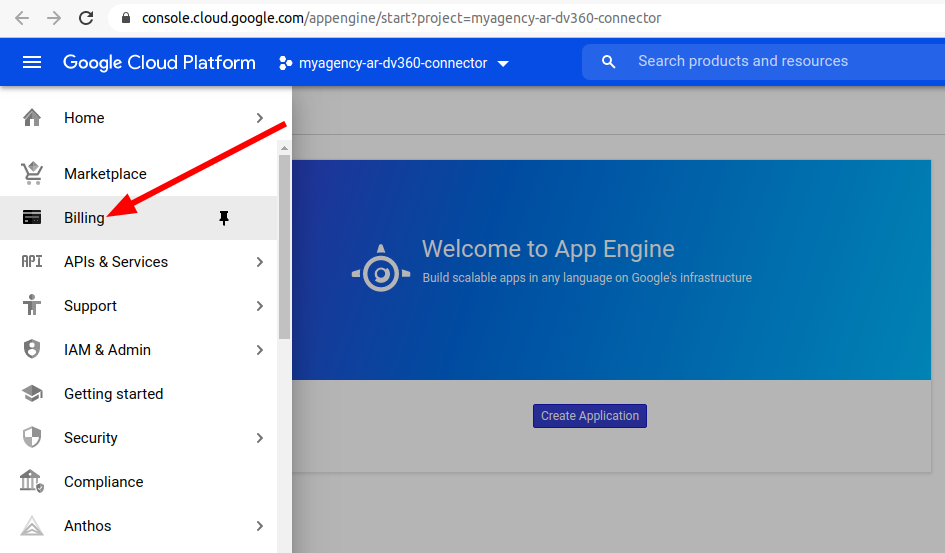 console.cloud.google.com/appengine/start?project=myagency-ar-dv360-connector
Google Cloud Platform
myagency-ar-dv360-connector
Search products and resources
Home
Marketplace
Billing
API
APIs & Services
Support
IAM & Admin
Getting started
Security
Compliance
Anthos
Welcome to App Engine
Build scalable apps in any language on Google's infrastructure
Create Application